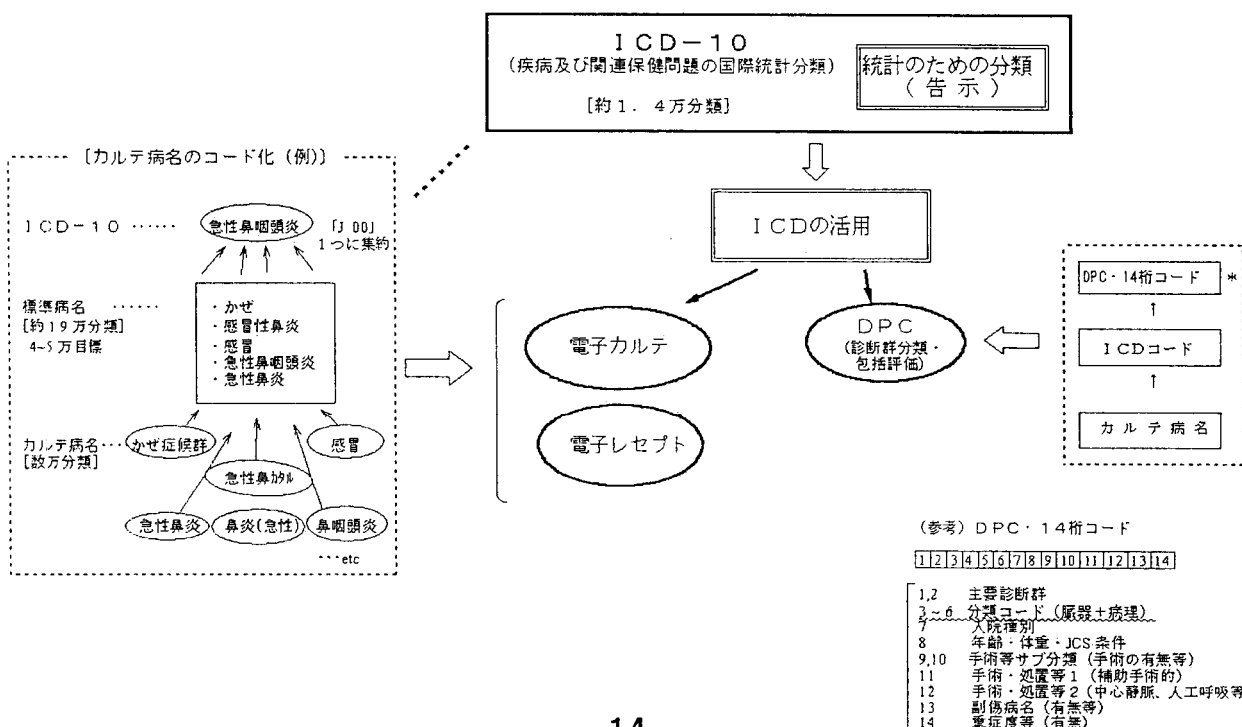 ICD－10
(疾病及び関連保健問題の国際統計分類)
[約1．4万分類]
統計のための分類
(告示)
[カルテ病名のコード化（例）]
ICD－10 ……
急性鼻咽頭炎
「J00」
1つに集約
標準病名 ……
[約19万分類]
4~5万目標
・かぜ
・感冒性鼻炎
・感冒
・急性鼻咽頭炎
・急性鼻炎
カルテ病名…
[数万分類]
かぜ症候群
感冒
急性鼻カタル
急性鼻炎
鼻炎(急性)
鼻咽頭炎
…etc
ICDの活用
電子カルテ
電子レセプト
DPC
(診断群分類・
包括評価)
DPC・14桁コード *
↑
ICDコード
↑
カルテ病名
（参考）DPC・14桁コード
1 2 3 4 5 6 7 8 9 10 11 12 13 14
1,2 主要診断群
3～6 分類コード（臓器＋病理）
7 入院種別
8 年齢・体重・JCS条件
9,10 手術等サブ分類（手術の有無等）
11 手術・処置等1（補助手術的）
12 手術・処置等2（中心静脈、人工呼吸等
13 副傷病名（有無等）
14 重症度等（有無）
14